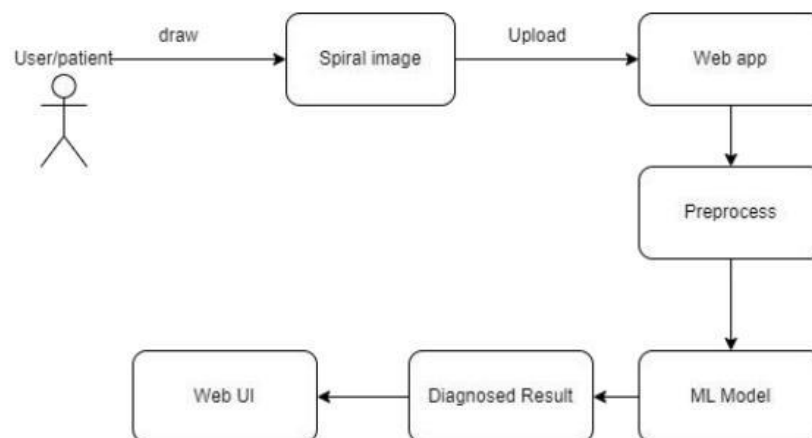 draw
Upload
User/patient
Spiral image
Web app
Preprocess
Web UI
Diagnosed Result
ML Model